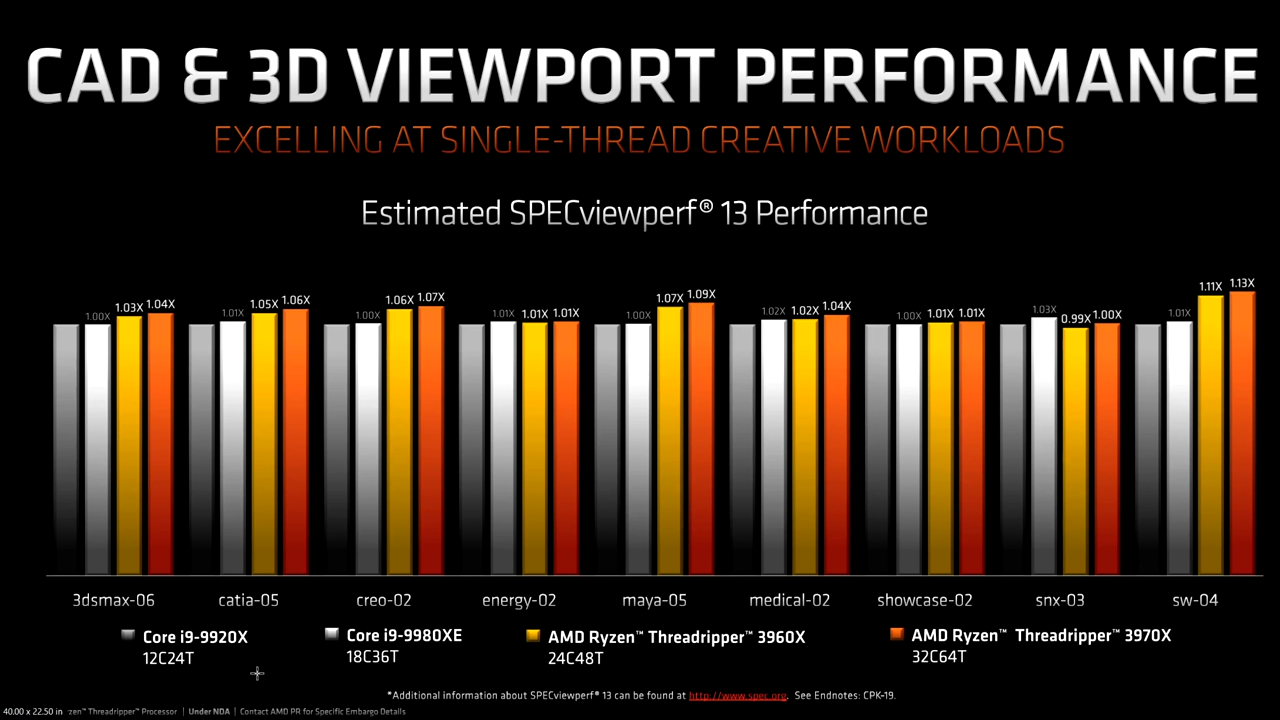 CAD & 3D VIEWPORT PERFORMANCE
EXCELLING AT SINGLE-THREAD CREATIVE WORKLOADS
Estimated SPECviewperf® 13 Performance
1.00X 1.03X 1.04X
1.01X 1.05X 1.06X
1.00X 1.06X 1.07X
1.01X 1.01X 1.01X
1.00X 1.07X 1.09X
1.02X 1.02X 1.04X
1.00X 1.01X 1.01X
1.03X 0.99X 1.00X
1.01X 1.11X 1.13X
3dsmax-06 catia-05 creo-02 energy-02 maya-05 medical-02 showcase-02 snx-03 sw-04
Core i9-9920X
12C24T
Core i9-9980XE
18C36T
AMD Ryzen™ Threadripper™ 3960X
24C48T
AMD Ryzen™ Threadripper™ 3970X
32C64T
*Additional information about SPECviewperf® 13 can be found at http://www.spec.org. See Endnotes: CPK-19.
40.00 x 22.50 in zen™ Threadripper™ Processor | Under NDA | Contact AMD PR for Specific Embargo Details